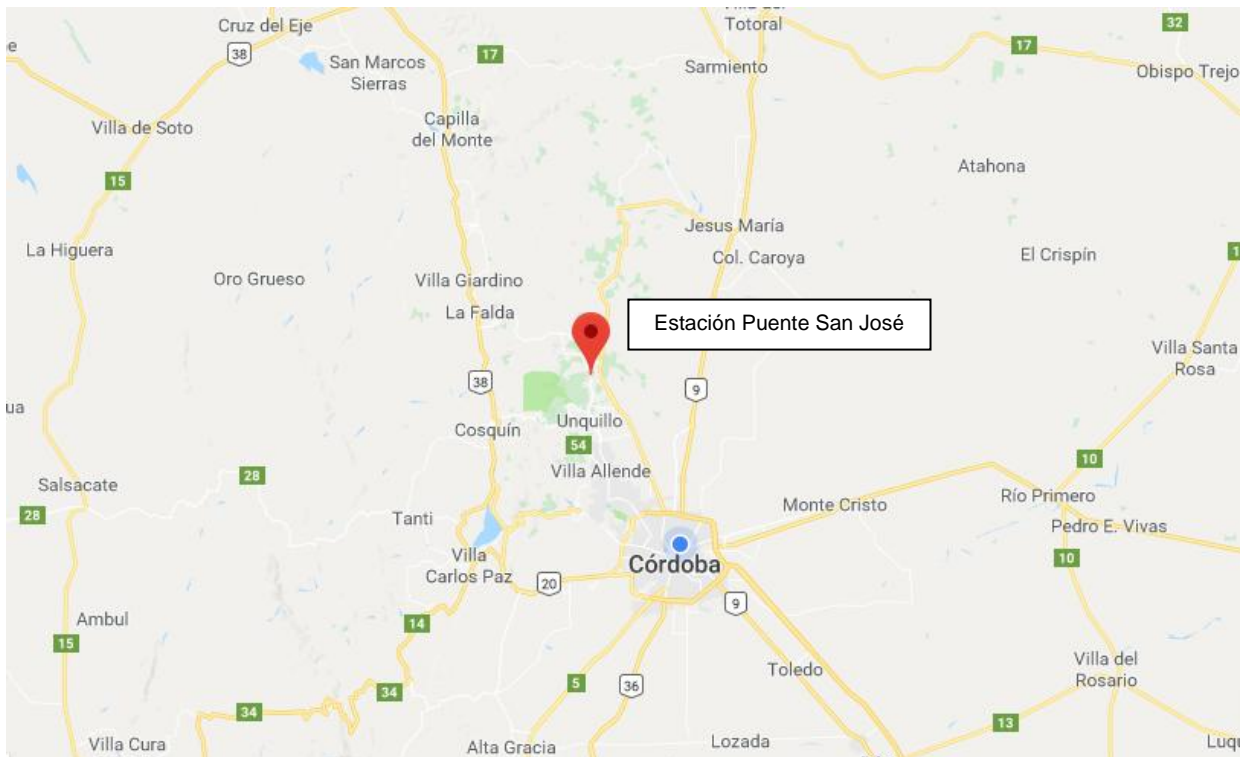 Villa del
Totoral
Cruz del Eje
32
17
38
17
San Marcos
Sierras
Sarmiento
Obispo Trejo
Capilla
del Monte
Villa de Soto
Atahona
15
Jesus María
La Higuera
Col. Caroya
El Crispín
Oro Grueso
Villa Giardino
La Falda
Estación Puente San José
Villa Santa
Rosa
38
9
Unquillo
Cosquín
54
10
Villa Allende
28
Salsacate
Río Primero
Monte Cristo
28
Tanti
Pedro E. Vivas
Villa
Carlos Paz
10
Córdoba
20
9
Ambul
14
15
Villa del
Rosario
Toledo
5
36
34
34
13
Villa Cura
Alta Gracia
Lozada